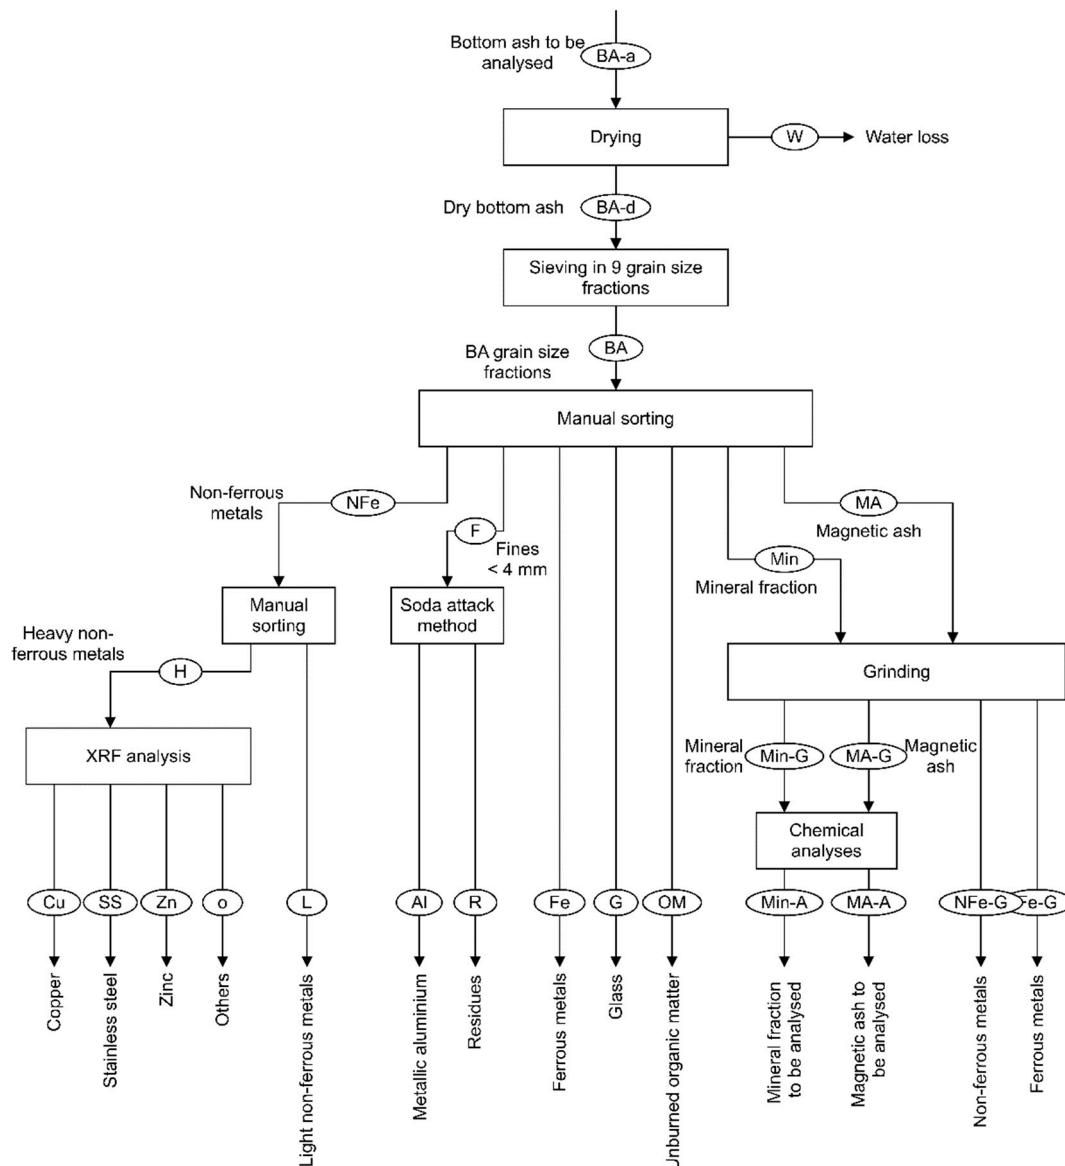 Bottom ash to be
analysed
BA-a
Drying
W
Water loss
Dry bottom ash
BA-d
Sieving in 9 grain size
fractions
BA grain size
fractions
BA
Manual sorting
Non-ferrous
metals
NFe
F
Fines
< 4 mm
MA
Magnetic ash
Min
Mineral fraction
Manual
sorting
Soda attack
method
Heavy non-
ferrous metals
H
Grinding
XRF analysis
Mineral
fraction
Min-G
MA-G
Magnetic
ash
Chemical
analyses
Cu
SS
Zn
o
L
Al
R
Fe
G
OM
Min-A
MA-A
NFe-G
Fe-G
Copper
Stainless steel
Zinc
Others
Light non-ferrous metals
Metallic aluminium
Residues
Ferrous metals
Glass
Unburned organic matter
Mineral fraction
to be analysed
Magnetic ash to
be analysed
Non-ferrous metals
Ferrous metals